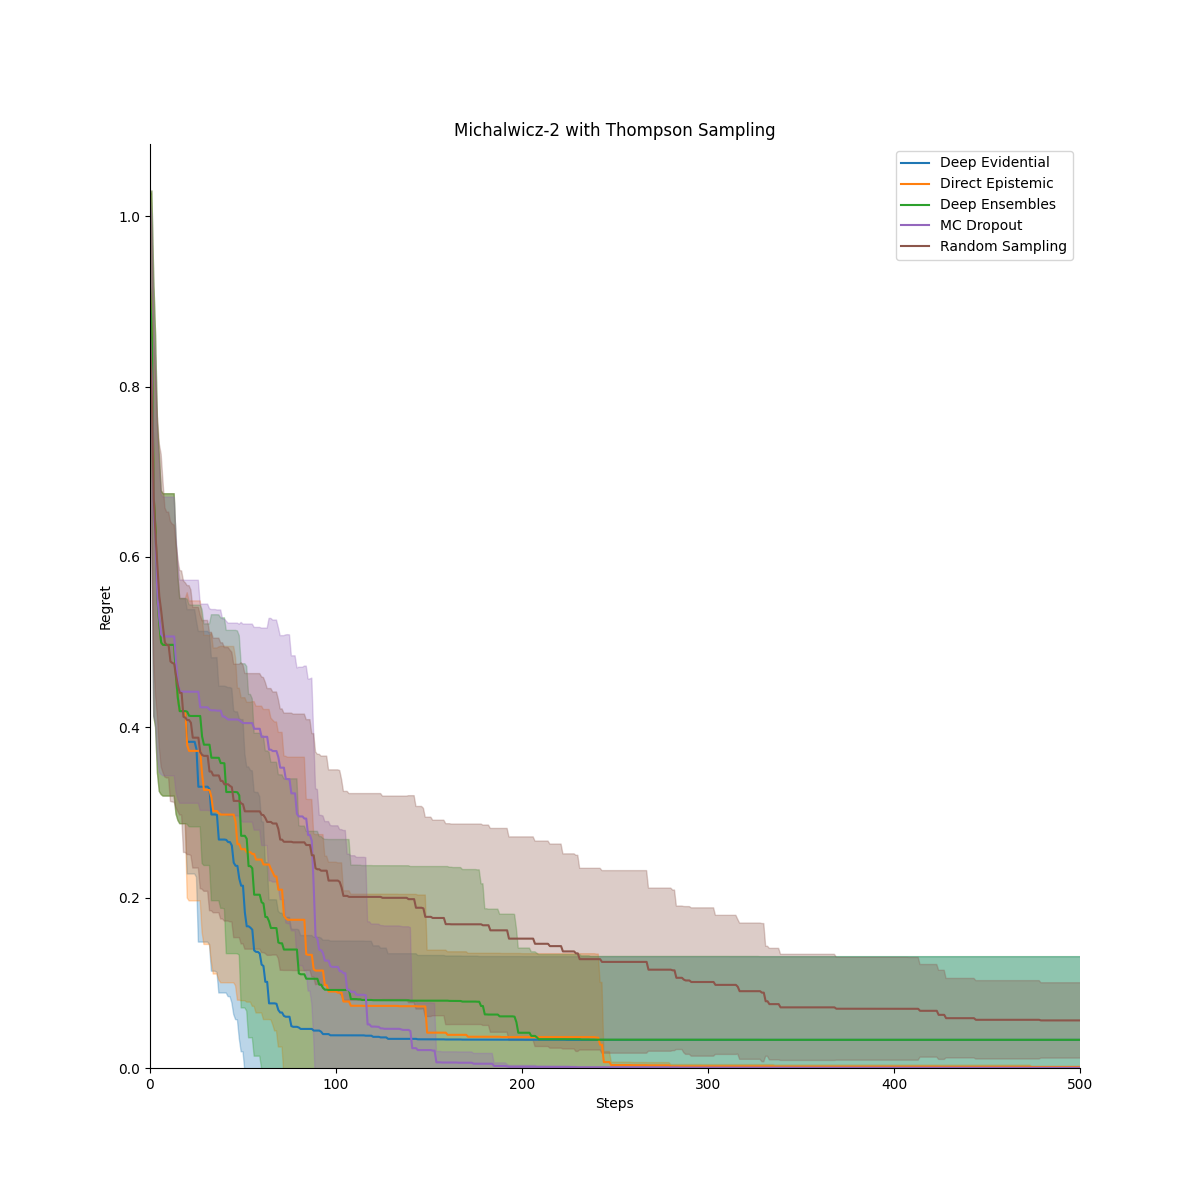 Michalwicz-2 with Thompson Sampling
Deep Evidential
Direct Epistemic
Deep Ensembles
MC Dropout
Random Sampling
Regret
1.0
0.8
0.6
0.4
0.2
0.0
0 100 200 300 400 500
Steps